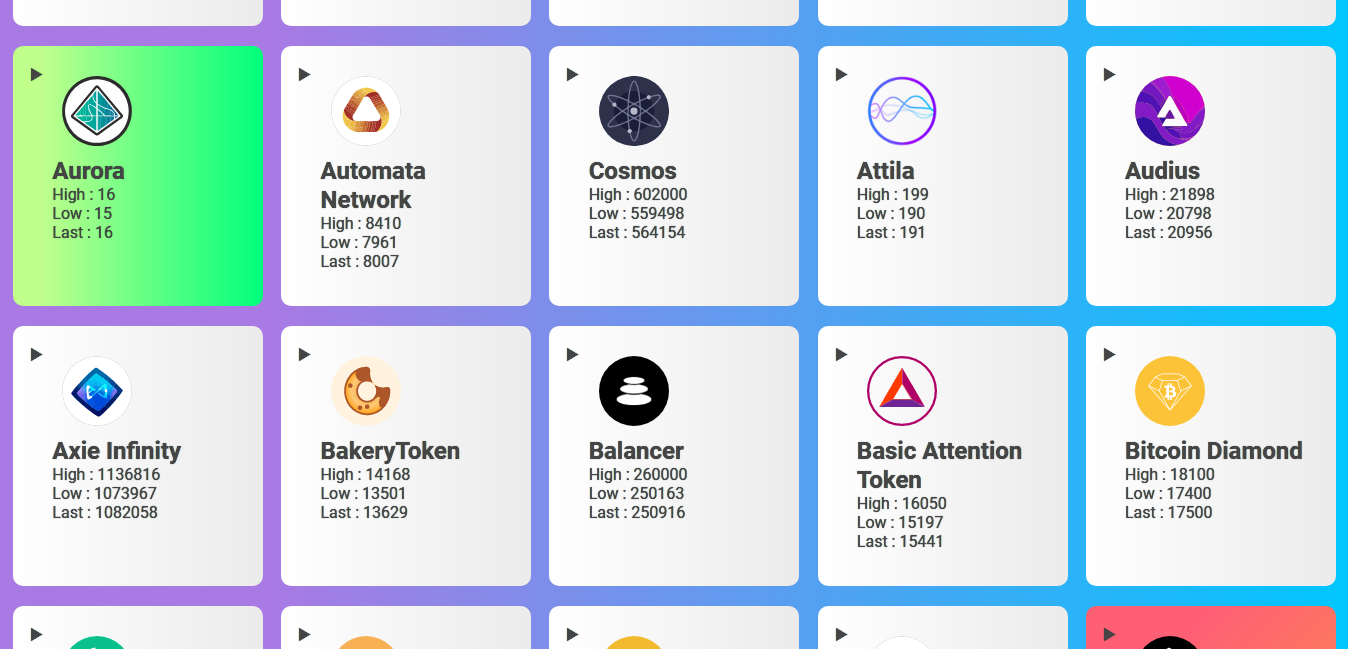 Aurora
High : 16
Low : 15
Last : 16
Automata
Network
High : 8410
Low : 7961
Last : 8007
Cosmos
High : 602000
Low : 559498
Last : 564154
Attila
High : 199
Low : 190
Last : 191
Audius
High : 21898
Low : 20798
Last : 20956
Axie Infinity
High : 1136816
Low : 1073967
Last : 1082058
BakeryToken
High : 14168
Low : 13501
Last : 13629
Balancer
High : 260000
Low : 250163
Last : 250916
Basic Attention
Token
High : 16050
Low : 15197
Last : 15441
Bitcoin Diamond
High : 18100
Low : 17400
Last : 17500